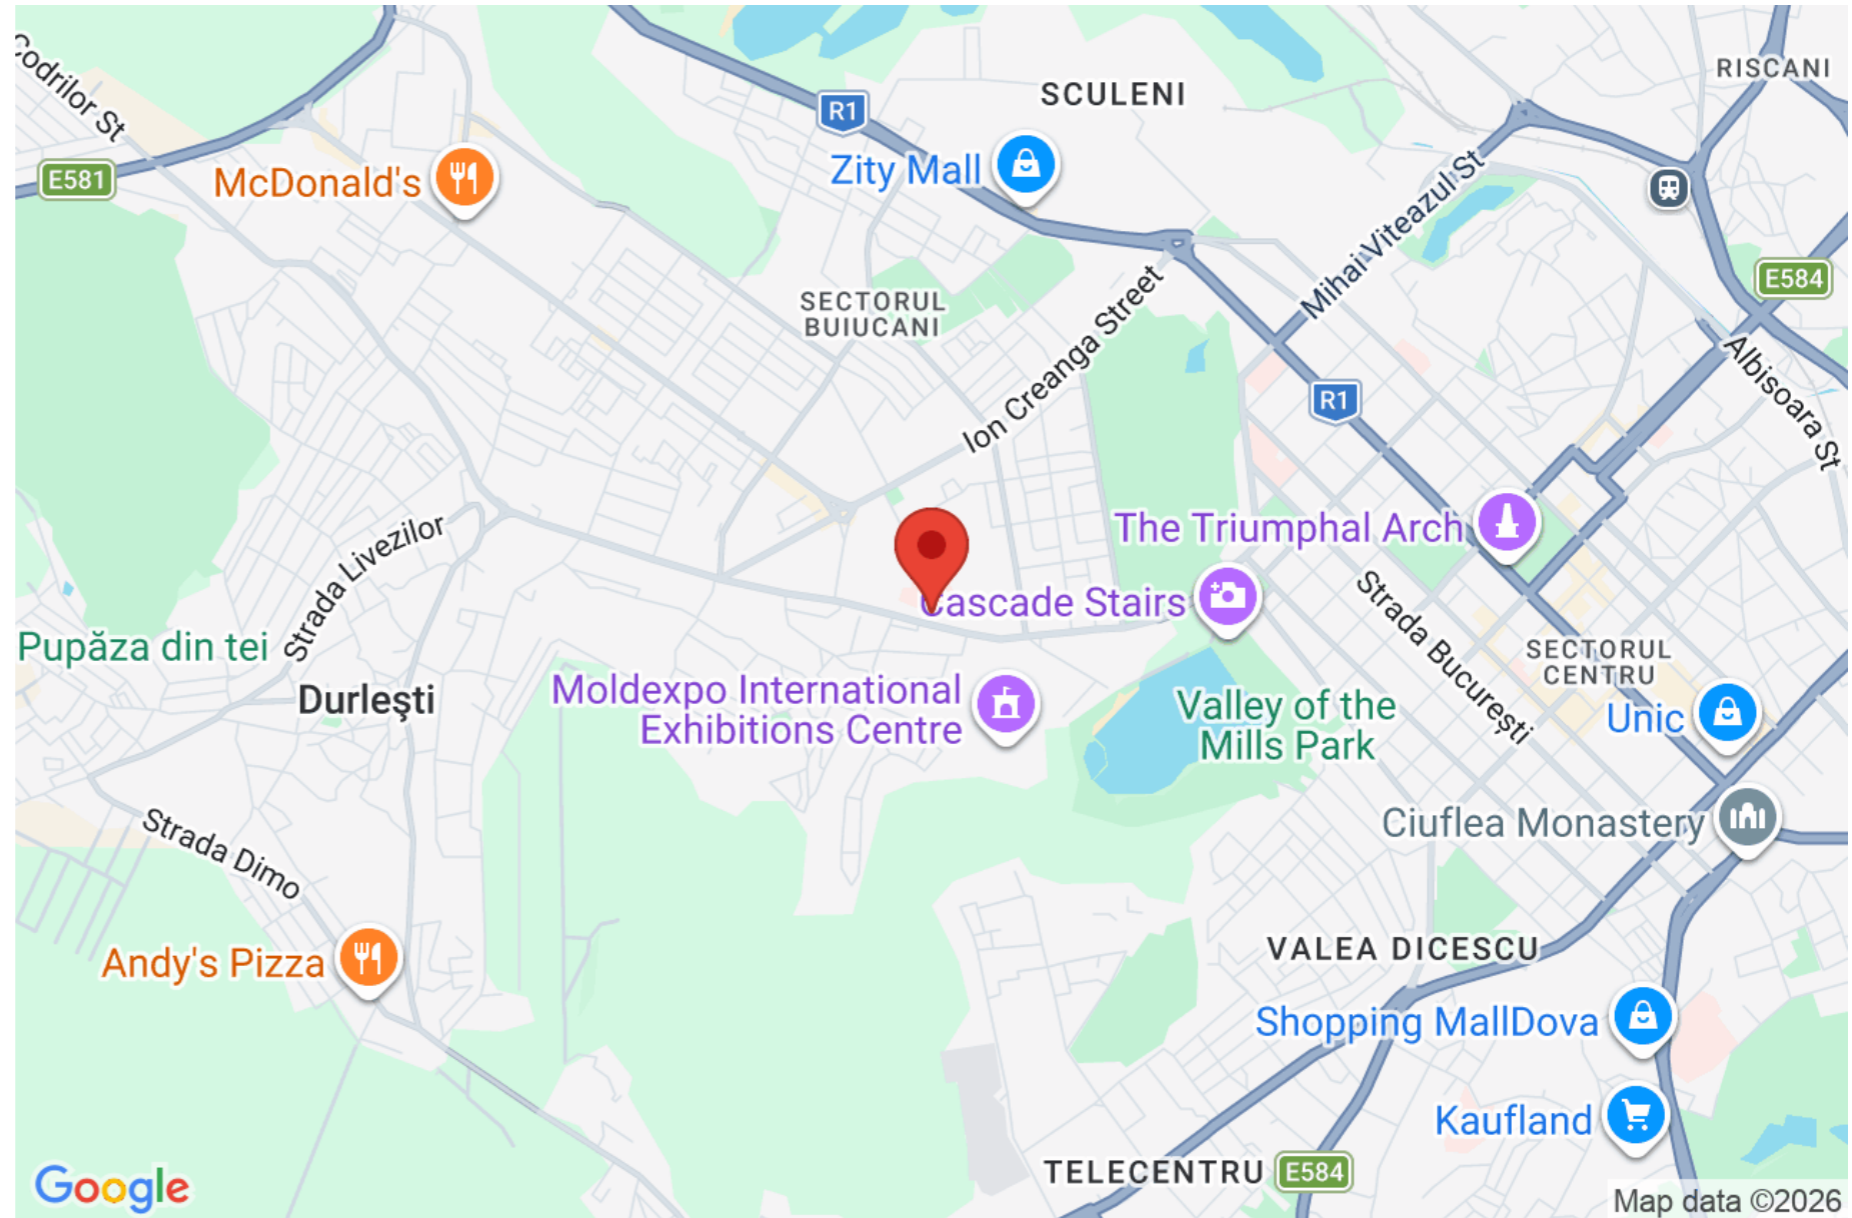 Codrilor St
SCULENI
RISCANI
R1
E581
McDonald's
Zity Mall
Mihai Viteazul St
E584
SECTORUL
BUIUCANI
Ion Creanga Street
Albisoara St
R1
Strada Livezilor
The Triumphal Arch
Cascade Stairs
Strada București
Pupăza din tei
Durleşti
Moldexpo International
Exhibitions Centre
Valley of the
Mills Park
SECTORUL
CENTRU
Unic
Strada Dimo
Ciuflea Monastery
Andy's Pizza
VALEA DICESCU
Shopping MallDova
Kaufland
TELECENTRU
E584
Google
Map data ©2026